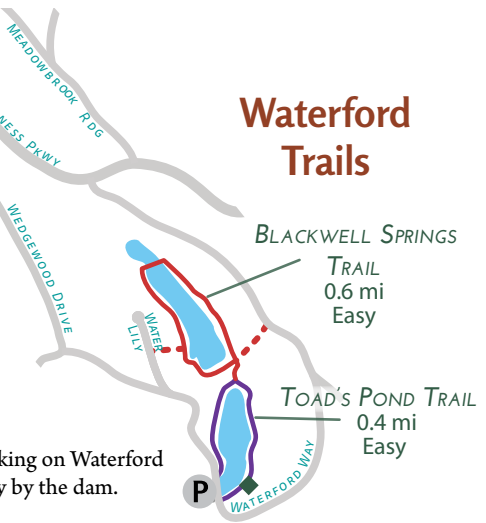 MEADOWBROOK RDG
NESS PKWY
WEDGEWOOD DRIVE
Waterford
Trails
BLACKWELL SPRINGS
TRAIL
0.6 mi
Easy
WATER
LILY
TOAD'S POND TRAIL
0.4 mi
Easy
king on Waterford
y by the dam.
P
WATERFORD WAY